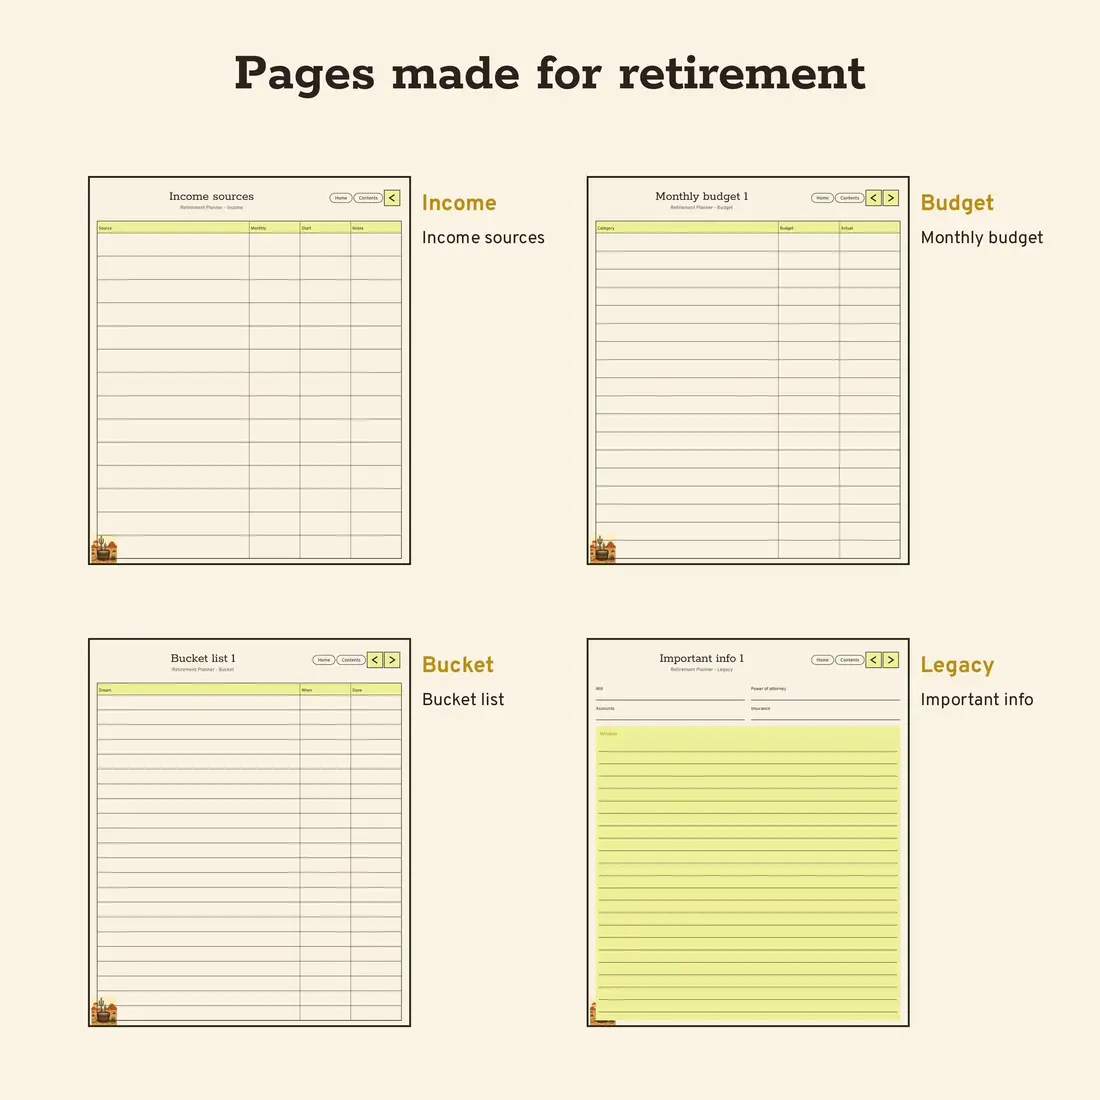 Pages made for retirement
Income sources
Retirement Planner - Income
Home
Contents
<
Source
Monthly
Start
Notes
Income
Income sources
Monthly budget 1
Retirement Planner - Budget
Home
Contents
<
>
Category
Budget
Actual
Budget
Monthly budget
Bucket list 1
Retirement Planner - Bucket
Home
Contents
<
>
Dream
When
Done
Bucket
Bucket list
Important info 1
Retirement Planner - Legacy
Home
Contents
<
>
Will
Power of attorney
Accounts
Insurance
Wishes
Legacy
Important info